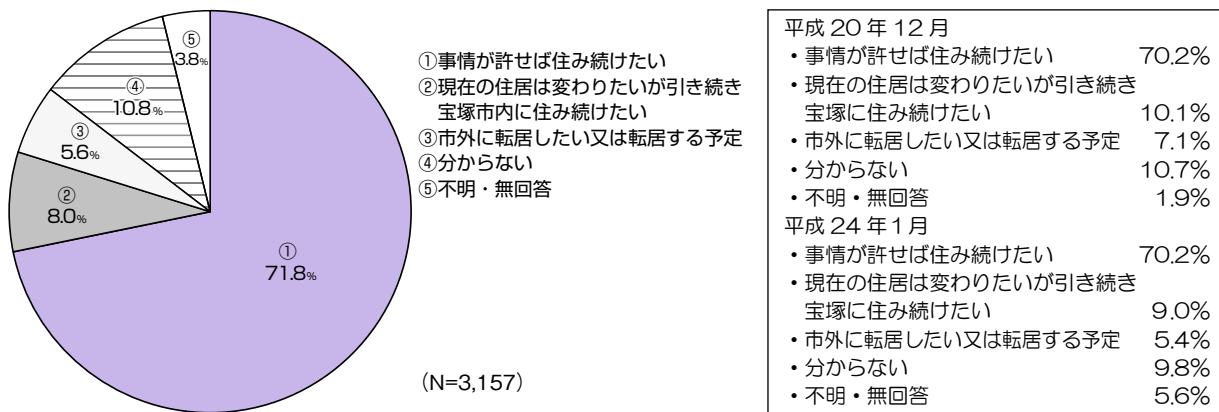 ⑤
3.8%
④
10.8%
③
5.6%
②
8.0%
①
71.8%
①事情が許せば住み続けたい
②現在の住居は変わりたいが引き続き
宝塚市内に住み続けたい
③市外に転居したい又は転居する予定
④分からない
⑤不明・無回答
(N=3,157)
平成 20 年 12 月
・事情が許せば住み続けたい 70.2%
・現在の住居は変わりたいが引き続き
宝塚に住み続けたい 10.1%
・市外に転居したい又は転居する予定 7.1%
・分からない 10.7%
・不明・無回答 1.9%
平成 24 年 1 月
・事情が許せば住み続けたい 70.2%
・現在の住居は変わりたいが引き続き
宝塚に住み続けたい 9.0%
・市外に転居したい又は転居する予定 5.4%
・分からない 9.8%
・不明・無回答 5.6%